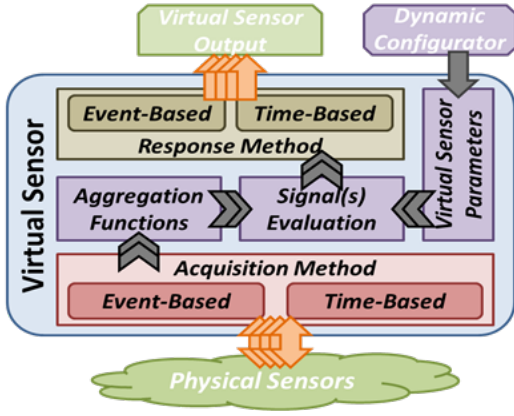 Virtual Sensor
Output
Dynamic
Configurator
Virtual Sensor
Event-Based
Time-Based
Response Method
Virtual Sensor
Parameters
Aggregation
Functions
Signal(s)
Evaluation
Acquisition Method
Event-Based
Time-Based
Physical Sensors